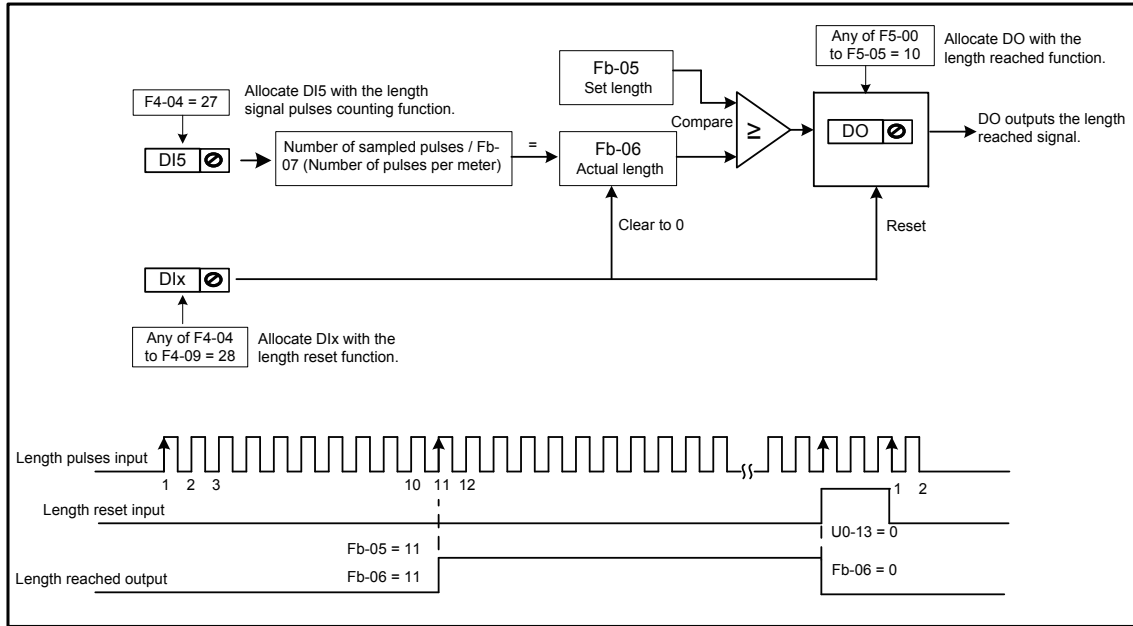 Any of F5-00
to F5-05 = 10
Allocate DO with the
length reached function.
Fb-05
Set length
F4-04 = 27
Allocate DI5 with the length
signal pulses counting function.
Compare
≥
DO
DO outputs the length
reached signal.
DI5
Number of sampled pulses / Fb-
07 (Number of pulses per meter)
=
Fb-06
Actual length
Clear to 0
Reset
DIx
Any of F4-04
to F4-09 = 28
Allocate DIx with the
length reset function.
Length pulses input
1 2 3 10 11 12 1 2
Length reset input
U0-13 = 0
Fb-05 = 11
Length reached output
Fb-06 = 11
Fb-06 = 0